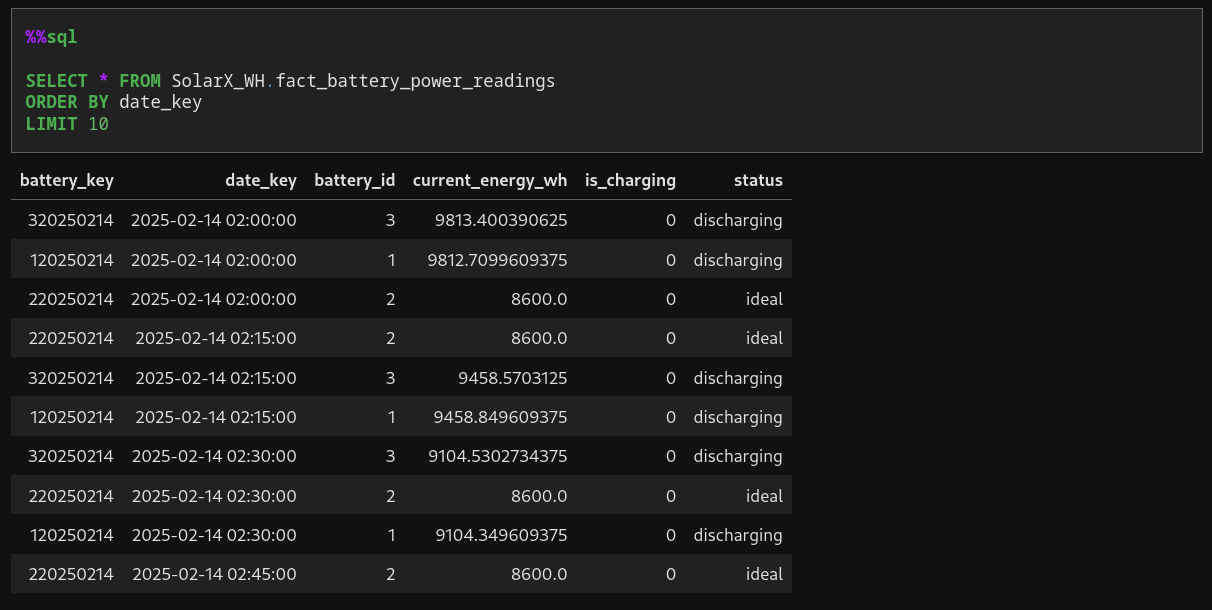 %%sql
SELECT * FROM SolarX_WH.fact_battery_power_readings
ORDER BY date_key
LIMIT 10
battery_key date_key battery_id current_energy_wh is_charging status
320250214 2025-02-14 02:00:00 3 9813.400390625 0 discharging
120250214 2025-02-14 02:00:00 1 9812.7099609375 0 discharging
220250214 2025-02-14 02:00:00 2 8600.0 0 ideal
220250214 2025-02-14 02:15:00 2 8600.0 0 ideal
320250214 2025-02-14 02:15:00 3 9458.5703125 0 discharging
120250214 2025-02-14 02:15:00 1 9458.849609375 0 discharging
320250214 2025-02-14 02:30:00 3 9104.5302734375 0 discharging
220250214 2025-02-14 02:30:00 2 8600.0 0 ideal
120250214 2025-02-14 02:30:00 1 9104.349609375 0 discharging
220250214 2025-02-14 02:45:00 2 8600.0 0 ideal